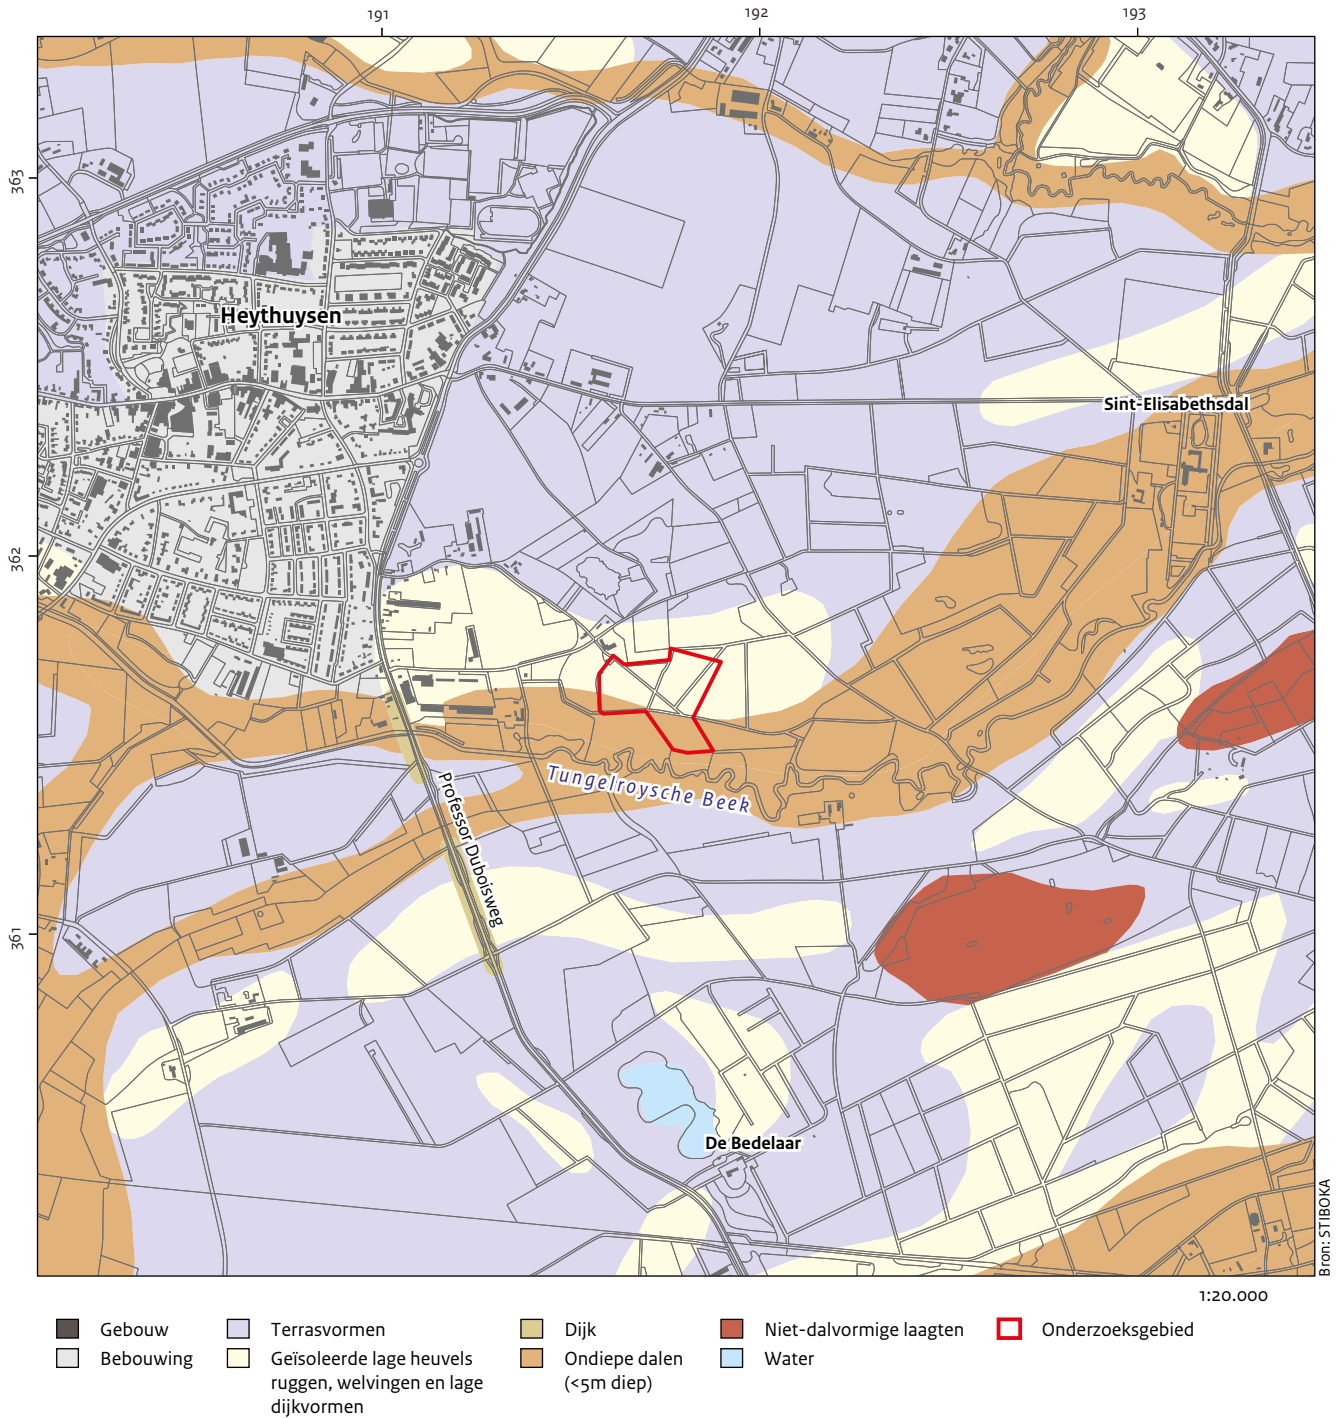 191
192
193
363
362
361
Heythuysen
Sint-Elisabethsdal
Tungelroysche Beek
Professor Duboisweg
De Bedelaar
Bron: STIBOKA
1:20.000
Gebouw
Bebouwing
Terrasvormen
Geïsoleerde lage heuvels
ruggen, welvingen en lage
dijkvormen
Dijk
Ondiepe dalen
(<5m diep)
Niet-dalvormige laagten
Water
Onderzoeksgebied